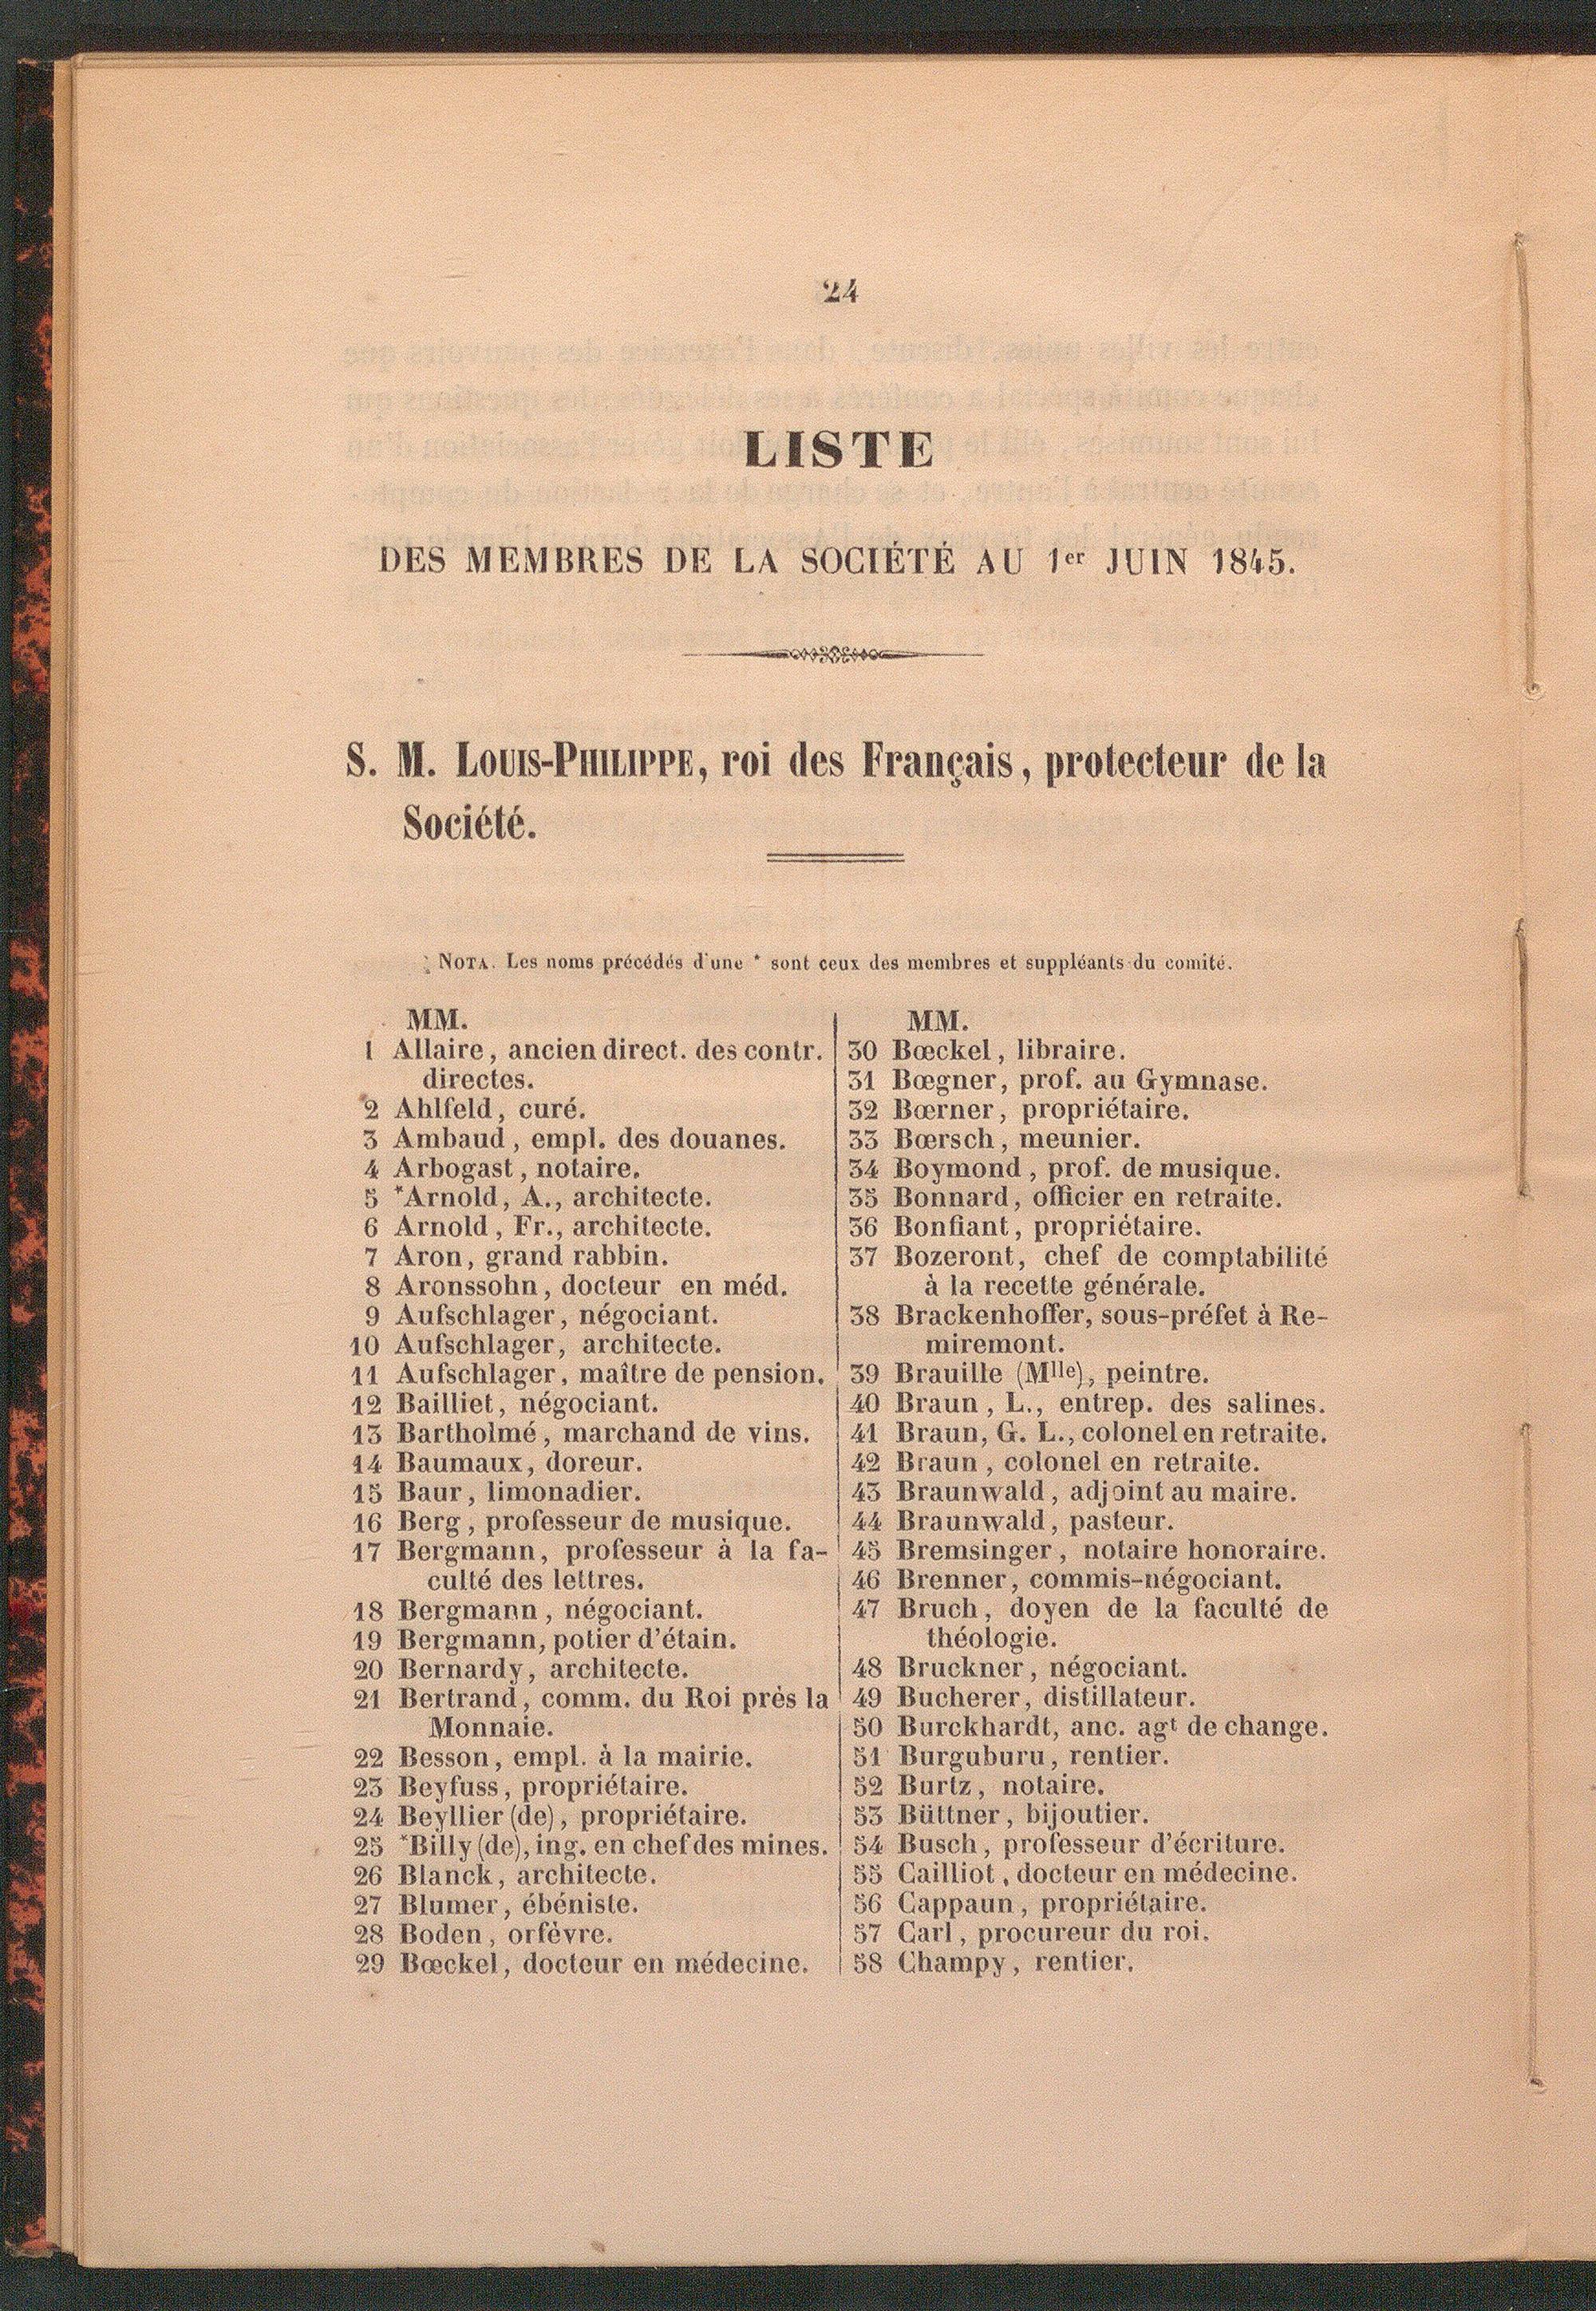 24
LISTE
DES MEMBRES DE LA SOCIÉTÉ AU 1er JUIN 1845.
S. M. LOUIS-PHILIPPE, roi des Français, protecteur de la
Société.
NOTA. Les noms précédés d'une * sont ceux des membres et suppléants du comité.
MM.
1 Allaire, ancien direct. des contr.
directes.
2 Ahlfeld, curé.
3 Ambaud, empl. des douanes.
4 Arbogast, notaire.
5 *Arnold, A., architecte.
6 Arnold, Fr., architecte.
7 Aron, grand rabbin.
8 Aronssohn, docteur en méd.
9 Aufschlager, négociant.
10 Aufschlager, architecte.
11 Aufschlager, maître de pension.
12 Bailliet, négociant.
13 Bartholmé, marchand de vins.
14 Baumaux, doreur.
15 Baur, limonadier.
16 Berg, professeur de musique.
17 Bergmann, professeur à la fa-
culté des lettres.
18 Bergmann, négociant.
19 Bergmann, potier d'étain.
20 Bernardy, architecte.
21 Bertrand, comm. du Roi près la
Monnaie.
22 Besson, empl. à la mairie.
23 Beyfuss, propriétaire.
24 Beyllier (de), propriétaire.
25 *Billy (de), ing. en chef des mines.
26 Blanck, architecte.
27 Blumer, ébéniste.
28 Boden, orfèvre.
29 Bœckel, docteur en médecine.
MM.
30 Bœckel, libraire.
31 Bœgner, prof. au Gymnase.
32 Bœrner, propriétaire.
33 Bœrsch, meunier.
34 Boymond, prof. de musique.
35 Bonnard, officier en retraite.
36 Bonfiant, propriétaire.
37 Bozeront, chef de comptabilité
à la recette générale.
38 Brackenhoffer, sous-préfet à Re-
miremont.
39 Brauille (Mlle), peintre.
40 Braun, L., entrep. des salines.
41 Braun, G. L., colonel en retraite.
42 Braun, colonel en retraite.
43 Braunwald, adjoint au maire.
44 Braunwald, pasteur.
45 Bremsinger, notaire honoraire.
46 Brenner, commis-négociant.
47 Bruch, doyen de la faculté de
théologie.
48 Bruckner, négociant.
49 Bucherer, distillateur.
50 Burckhardt, anc. agt de change.
51 Burguburu, rentier.
52 Burtz, notaire.
53 Büttner, bijoutier.
54 Busch, professeur d'écriture.
55 Cailliot, docteur en médecine.
56 Cappaun, propriétaire.
57 Carl, procureur du roi.
58 Champy, rentier.